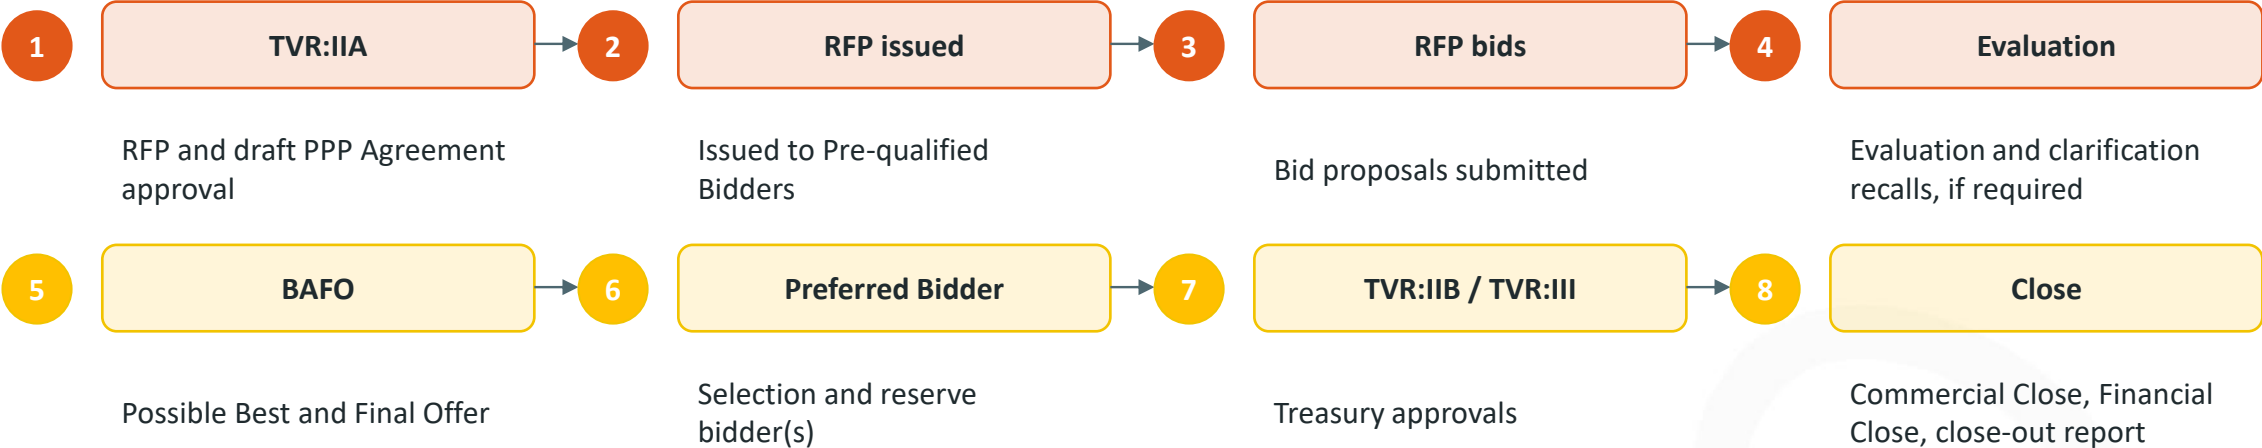 1
TVR:IIA
2
RFP issued
3
RFP bids
4
Evaluation
RFP and draft PPP Agreement
approval
Issued to Pre-qualified
Bidders
Bid proposals submitted
Evaluation and clarification
recalls, if required
5
BAFO
6
Preferred Bidder
7
TVR:IIB / TVR:III
8
Close
Possible Best and Final Offer
Selection and reserve
bidder(s)
Treasury approvals
Commercial Close, Financial
Close, close-out report